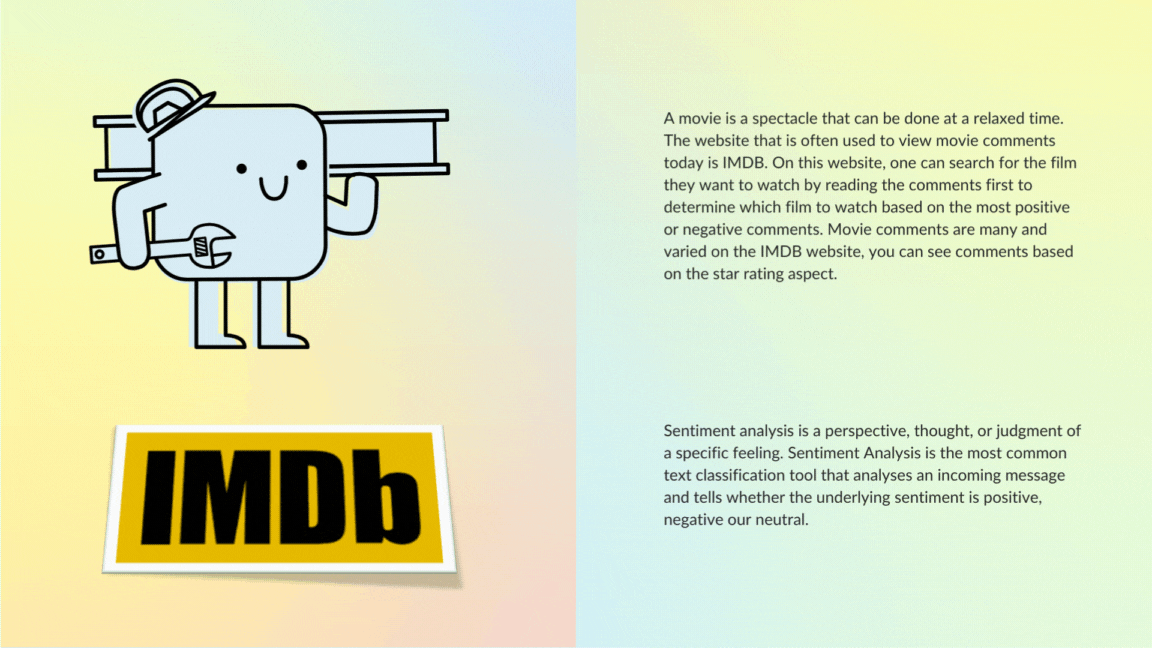 A movie is a spectacle that can be done at a relaxed time.
The website that is often used to view movie comments
today is IMDB. On this website, one can search for the film
they want to watch by reading the comments first to
determine which film to watch based on the most positive
or negative comments. Movie comments are many and
varied on the IMDB website, you can see comments based
on the star rating aspect.
IMDb
Sentiment analysis is a perspective, thought, or judgment of
a specific feeling. Sentiment Analysis is the most common
text classification tool that analyses an incoming message
and tells whether the underlying sentiment is positive,
negative our neutral.